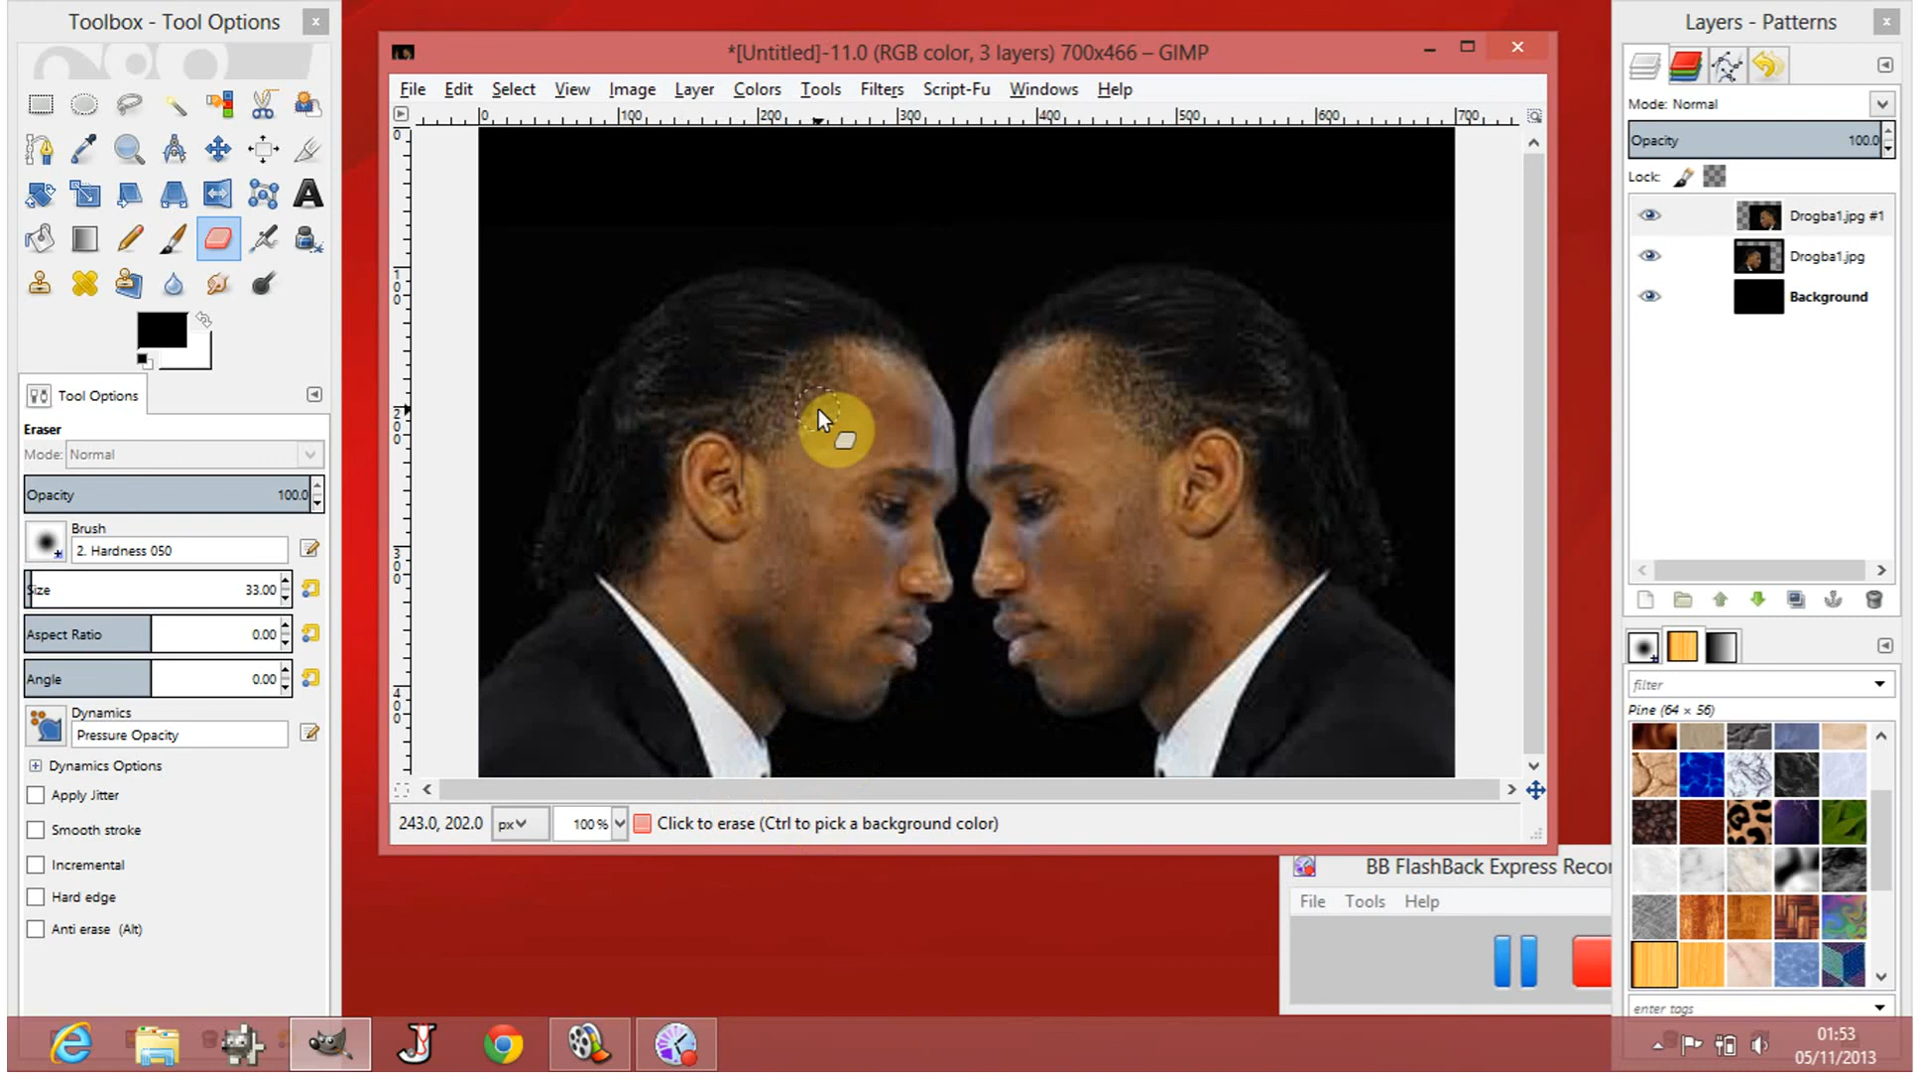 Toolbox - Tool Options
Tool Options
Eraser
Mode: Normal
Opacity 100.0
Brush
2. Hardness 050
Size 33.00
Aspect Ratio 0.00
Angle 0.00
Dynamics
Pressure Opacity
Dynamics Options
Apply Jitter
Smooth stroke
Incremental
Hard edge
Anti erase (Alt)
*[Untitled]-11.0 (RGB color, 3 layers) 700x466 – GIMP
File Edit Select View Image Layer Colors Tools Filters Script-Fu Windows Help
0 100 200 300 400 500 600 700
0
100
200
300
400
243.0, 202.0 px 100 % Click to erase (Ctrl to pick a background color)
BB FlashBack Express Reco
File Tools Help
Layers - Patterns
Mode: Normal
Opacity 100.0
Lock:
Drogba1.jpg #1
Drogba1.jpg
Background
filter
Pine (64 × 56)
enter tags
01:53
05/11/2013